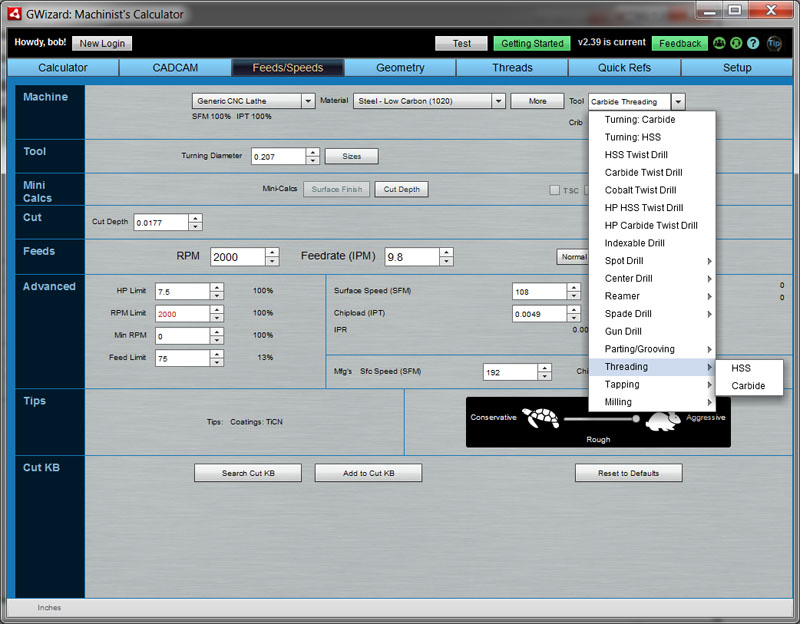 GWizard: Machinist's Calculator
Howdy, bob! New Login Test Getting Started v2.39 is current Feedback ? Tip
Calculator CADCAM Feeds/Speeds Geometry Threads Quick Refs Setup
Machine Generic CNC Lathe Material Steel - Low Carbon (1020) More Tool Carbide Threading
SFM 100% IPT 100% Crib
Turning: Carbide
Turning: HSS
HSS Twist Drill
Carbide Twist Drill
Cobalt Twist Drill
HP HSS Twist Drill
HP Carbide Twist Drill
Indexable Drill
Spot Drill
Center Drill
Reamer
Spade Drill
Gun Drill
Parting/Grooving
Threading
Tapping
Milling
HSS
Carbide
Tool Turning Diameter 0.207 Sizes
Mini
Calcs
Mini-Calcs Surface Finish Cut Depth TSC
Cut Cut Depth 0.0177
Feeds RPM 2000 Feedrate (IPM) 9.8 Normal
Advanced
HP Limit 7.5 100% Surface Speed (SFM) 108 0
RPM Limit 2000 100% Chipload (IPT) 0.0049 0
Min RPM 0 100% IPR 0.00
Feed Limit 75 13% Mfg's Sfc Speed (SFM) 192
Tips Tips: Coatings: TiCN
Conservative Aggressive
Rough
Cut KB Search Cut KB Add to Cut KB Reset to Defaults
Inches